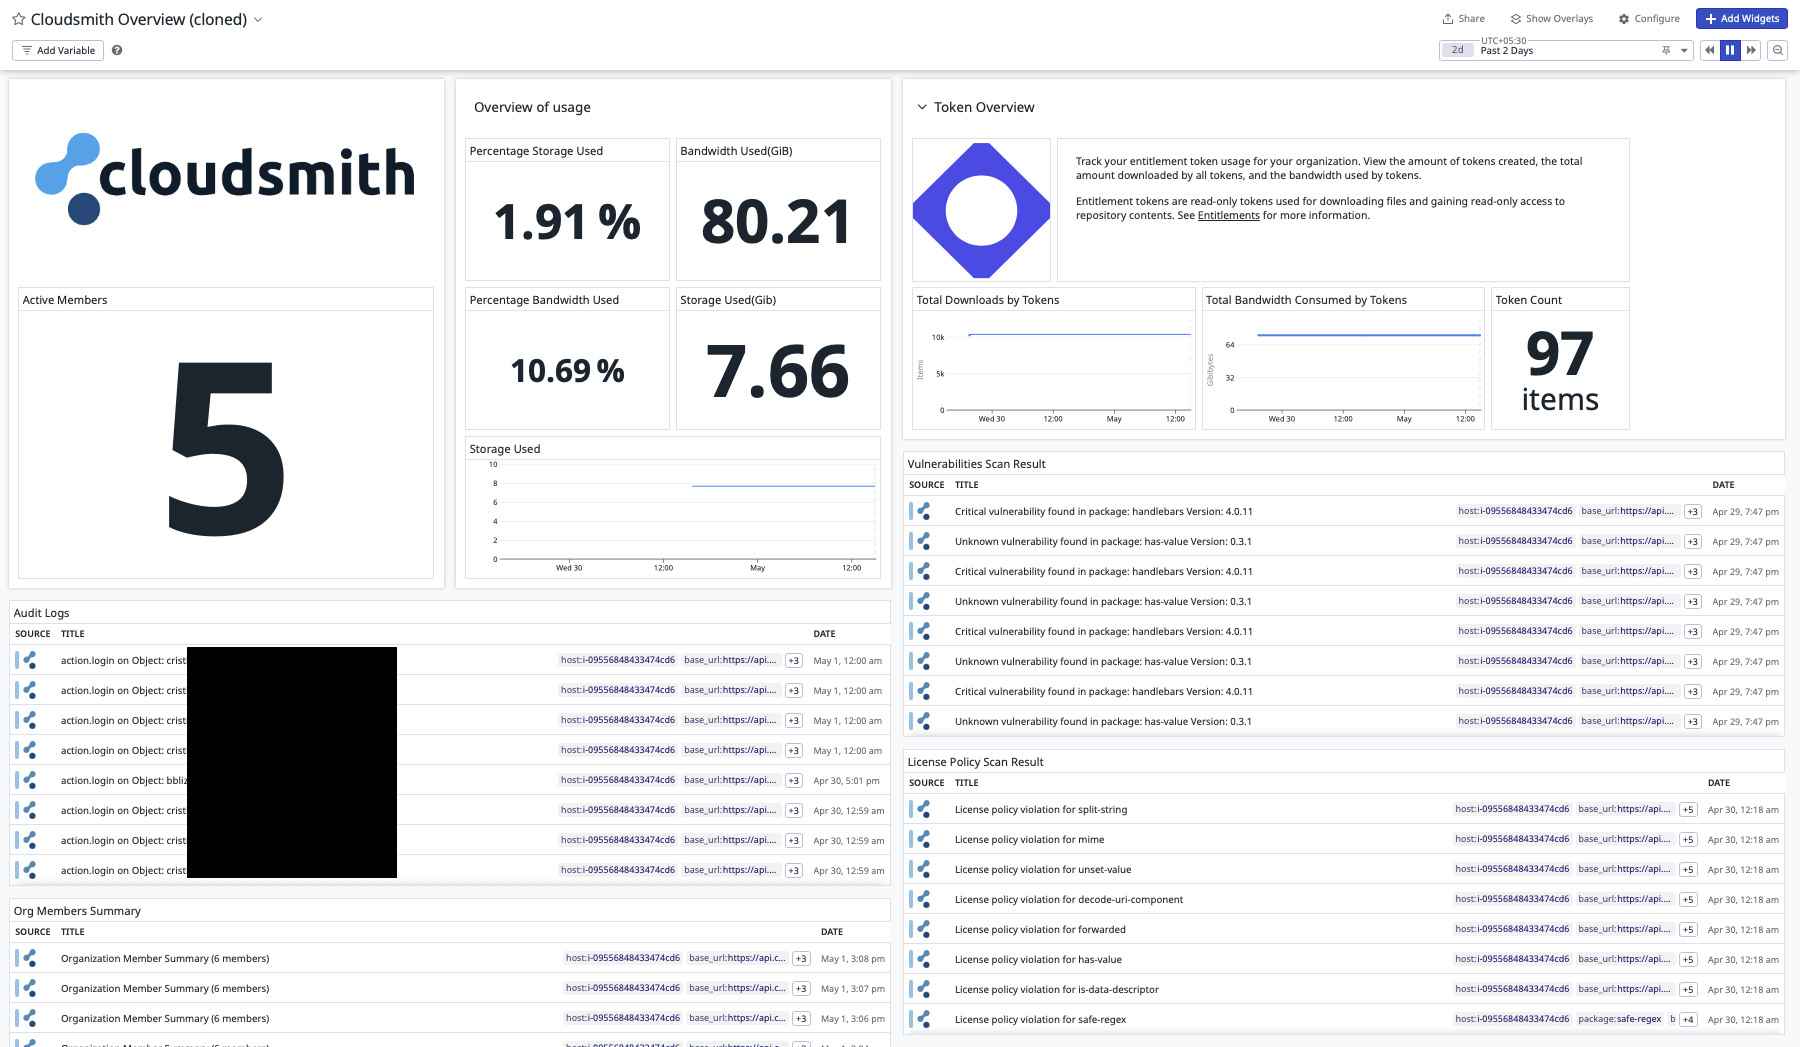 Cloudsmith Overview (cloned)
Share
Show Overlays
Configure
Add Widgets
Add Variable
UTC+05:30
2d
Past 2 Days
cloudsmith
Active Members
5
Overview of usage
Percentage Storage Used
1.91 %
Bandwidth Used(GiB)
80.21
Percentage Bandwidth Used
10.69 %
Storage Used(Gib)
7.66
Storage Used
10
8
6
4
2
0
Wed 30 12:00 May 12:00
Token Overview
Track your entitlement token usage for your organization. View the amount of tokens created, the total
amount downloaded by all tokens, and the bandwidth used by tokens.
Entitlement tokens are read-only tokens used for downloading files and gaining read-only access to
repository contents. See Entitlements for more information.
Total Downloads by Tokens
Items
10k
5k
0
Wed 30 12:00 May 12:00
Total Bandwidth Consumed by Tokens
Gibibytes
64
32
0
Wed 30 12:00 May 12:00
Token Count
97
items
Audit Logs
SOURCE TITLE DATE
action.login on Object: crist host:i-09556848433474cd6 base_url:https://api.... +3 May 1, 12:00 am
action.login on Object: crist host:i-09556848433474cd6 base_url:https://api.... +3 May 1, 12:00 am
action.login on Object: crist host:i-09556848433474cd6 base_url:https://api.... +3 May 1, 12:00 am
action.login on Object: crist host:i-09556848433474cd6 base_url:https://api.... +3 May 1, 12:00 am
action.login on Object: bbliz host:i-09556848433474cd6 base_url:https://api.... +3 Apr 30, 5:01 pm
action.login on Object: crist host:i-09556848433474cd6 base_url:https://api.... +3 Apr 30, 12:59 am
action.login on Object: crist host:i-09556848433474cd6 base_url:https://api.... +3 Apr 30, 12:59 am
action.login on Object: crist host:i-09556848433474cd6 base_url:https://api.... +3 Apr 30, 12:59 am
Org Members Summary
SOURCE TITLE DATE
Organization Member Summary (6 members) host:i-09556848433474cd6 base_url:https://api.c... +3 May 1, 3:08 pm
Organization Member Summary (6 members) host:i-09556848433474cd6 base_url:https://api.c... +3 May 1, 3:07 pm
Organization Member Summary (6 members) host:i-09556848433474cd6 base_url:https://api.c... +3 May 1, 3:06 pm
Vulnerabilities Scan Result
SOURCE TITLE DATE
Critical vulnerability found in package: handlebars Version: 4.0.11 host:i-09556848433474cd6 base_url:https://api.... +3 Apr 29, 7:47 pm
Unknown vulnerability found in package: has-value Version: 0.3.1 host:i-09556848433474cd6 base_url:https://api.... +3 Apr 29, 7:47 pm
Critical vulnerability found in package: handlebars Version: 4.0.11 host:i-09556848433474cd6 base_url:https://api.... +3 Apr 29, 7:47 pm
Unknown vulnerability found in package: has-value Version: 0.3.1 host:i-09556848433474cd6 base_url:https://api.... +3 Apr 29, 7:47 pm
Critical vulnerability found in package: handlebars Version: 4.0.11 host:i-09556848433474cd6 base_url:https://api.... +3 Apr 29, 7:47 pm
Unknown vulnerability found in package: has-value Version: 0.3.1 host:i-09556848433474cd6 base_url:https://api.... +3 Apr 29, 7:47 pm
Critical vulnerability found in package: handlebars Version: 4.0.11 host:i-09556848433474cd6 base_url:https://api.... +3 Apr 29, 7:47 pm
Unknown vulnerability found in package: has-value Version: 0.3.1 host:i-09556848433474cd6 base_url:https://api.... +3 Apr 29, 7:47 pm
License Policy Scan Result
SOURCE TITLE DATE
License policy violation for split-string host:i-09556848433474cd6 base_url:https://api.... +5 Apr 30, 12:18 am
License policy violation for mime host:i-09556848433474cd6 base_url:https://api.... +5 Apr 30, 12:18 am
License policy violation for unset-value host:i-09556848433474cd6 base_url:https://api.... +5 Apr 30, 12:18 am
License policy violation for decode-uri-component host:i-09556848433474cd6 base_url:https://api.... +5 Apr 30, 12:18 am
License policy violation for forwarded host:i-09556848433474cd6 base_url:https://api.... +5 Apr 30, 12:18 am
License policy violation for has-value host:i-09556848433474cd6 base_url:https://api.... +5 Apr 30, 12:18 am
License policy violation for is-data-descriptor host:i-09556848433474cd6 base_url:https://api.... +5 Apr 30, 12:18 am
License policy violation for safe-regex host:i-09556848433474cd6 package:safe-regex b +4 Apr 30, 12:18 am